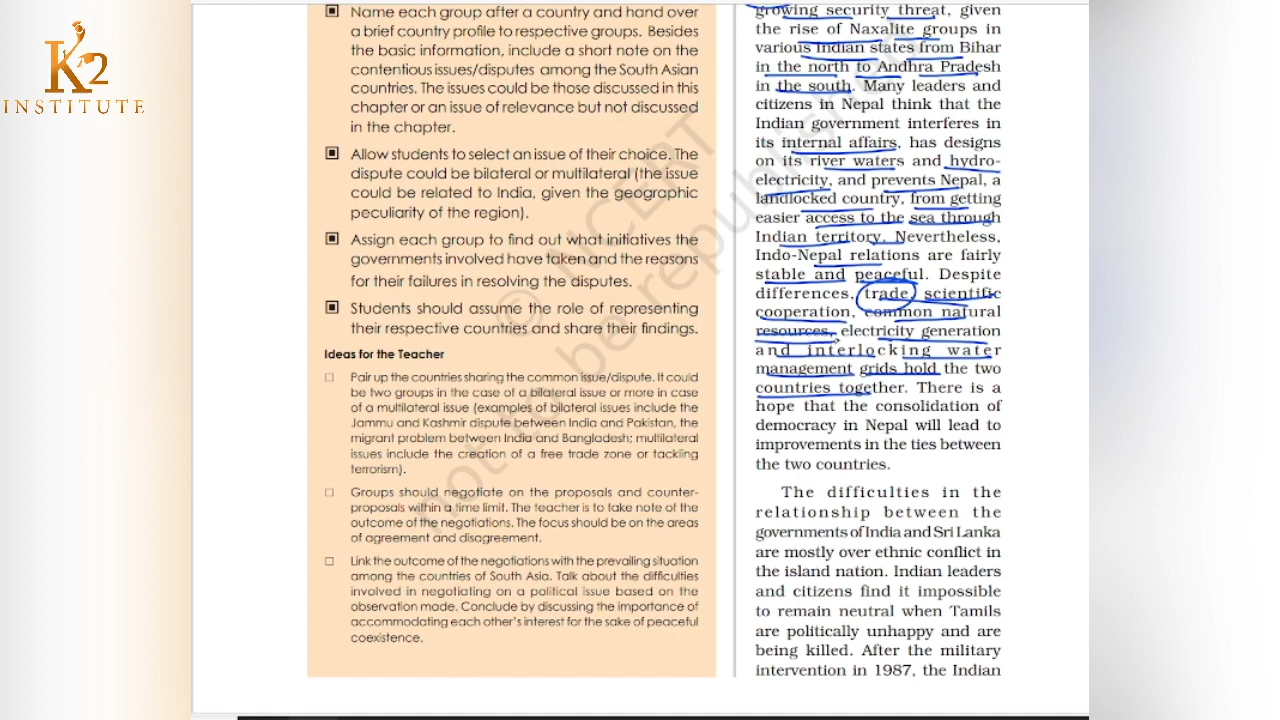 K2
INSTITUTE
Name each group after a country and hand over
a brief country profile to respective groups. Besides
the basic information, include a short note on the
contentious issues/disputes among the South Asian
countries. The issues could be those discussed in this
chapter or an issue of relevance but not discussed
in the chapter.
Allow students to select an issue of their choice. The
dispute could be bilateral or multilateral (the issue
could be related to India, given the geographic
peculiarity of the region).
Assign each group to find out what initiatives the
governments involved have taken and the reasons
for their failures in resolving the disputes.
Students should assume the role of representing
their respective countries and share their findings.
Ideas for the Teacher
Pair up the countries sharing the common issue/dispute. It could
be two groups in the case of a bilateral issue or more in case
of a multilateral issue (examples of bilateral issues include the
Jammu and Kashmir dispute between India and Pakistan, the
migrant problem between India and Bangladesh; multilateral
issues include the creation of a free trade zone or tackling
terrorism).
Groups should negotiate on the proposals and counter-
proposals within a time limit. The teacher is to take note of the
outcome of the negotiations. The focus should be on the areas
of agreement and disagreement.
Link the outcome of the negotiations with the prevailing situation
among the countries of South Asia. Talk about the difficulties
involved in negotiating on a political issue based on the
observation made. Conclude by discussing the importance of
accommodating each other's interest for the sake of peaceful
coexistence.
growing security threat, given
the rise of Naxalite groups in
various Indian states from Bihar
in the north to Andhra Pradesh
in the south. Many leaders and
citizens in Nepal think that the
Indian government interferes in
its internal affairs, has designs
on its river waters and hydro-
electricity, and prevents Nepal, a
landlocked country, from getting
easier access to the sea through
Indian territory. Nevertheless,
Indo-Nepal relations are fairly
stable and peaceful. Despite
differences, trade, scientific
cooperation, common natural
resources, electricity generation
and interlocking water
management grids hold the two
countries together. There is a
hope that the consolidation of
democracy in Nepal will lead to
improvements in the ties between
the two countries.
The difficulties in the
relationship between the
governments of India and Sri Lanka
are mostly over ethnic conflict in
the island nation. Indian leaders
and citizens find it impossible
to remain neutral when Tamils
are politically unhappy and are
being killed. After the military
intervention in 1987, the Indian
© NCERT
not to be republished